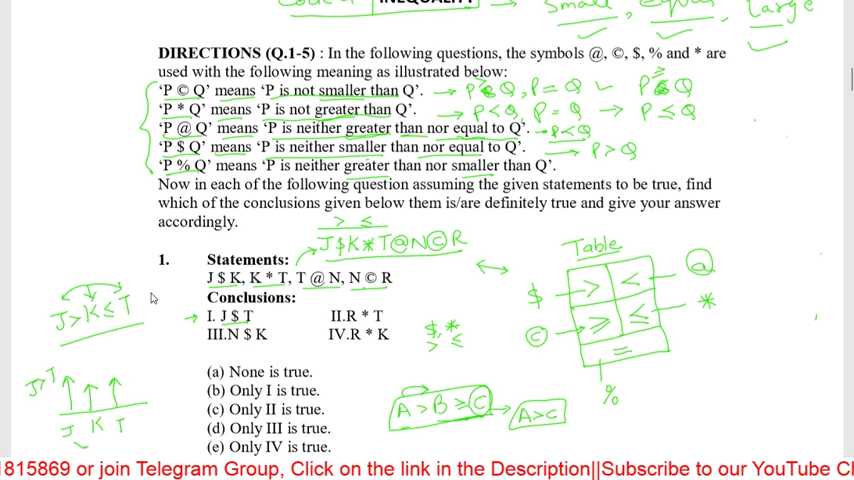 INEQUALITY
Small, equal, Large
DIRECTIONS (Q.1-5) : In the following questions, the symbols @, ©, $, % and * are
used with the following meaning as illustrated below:
'P © Q' means 'P is not smaller than Q'. → P > Q, P = Q P ≥ Q
'P * Q' means 'P is not greater than Q'. → P < Q, P = Q → P ≤ Q
'P @ Q' means 'P is neither greater than nor equal to Q'. → P < Q
'P $ Q' means 'P is neither smaller than nor equal to Q'. → P > Q
'P % Q' means 'P is neither greater than nor smaller than Q'.
Now in each of the following question assuming the given statements to be true, find
which of the conclusions given below them is/are definitely true and give your answer
accordingly.
> ≤
J$K*T@N©R
Table
1. Statements:
J $ K, K * T, T @ N, N © R
Conclusions:
I. J $ T II.R * T
III.N $ K IV.R * K
$, *
> ≤
J>K≤T
$ > < @
© ≥ ≤ *
=
%
(a) None is true.
(b) Only I is true.
(c) Only II is true.
(d) Only III is true.
(e) Only IV is true.
J>T
J K T
A > B ≥ C → A>C
1815869 or join Telegram Group, Click on the link in the Description||Subscribe to our YouTube C